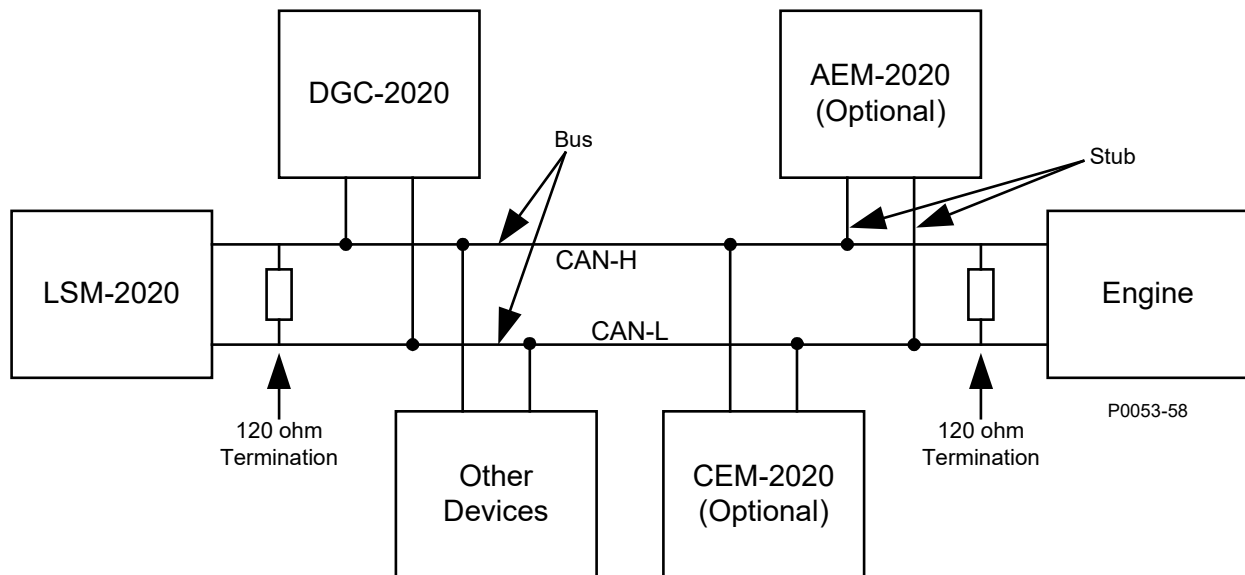 DGC-2020
AEM-2020
(Optional)
Bus
Stub
LSM-2020
CAN-H
CAN-L
Engine
P0053-58
120 ohm
Termination
Other
Devices
CEM-2020
(Optional)
120 ohm
Termination